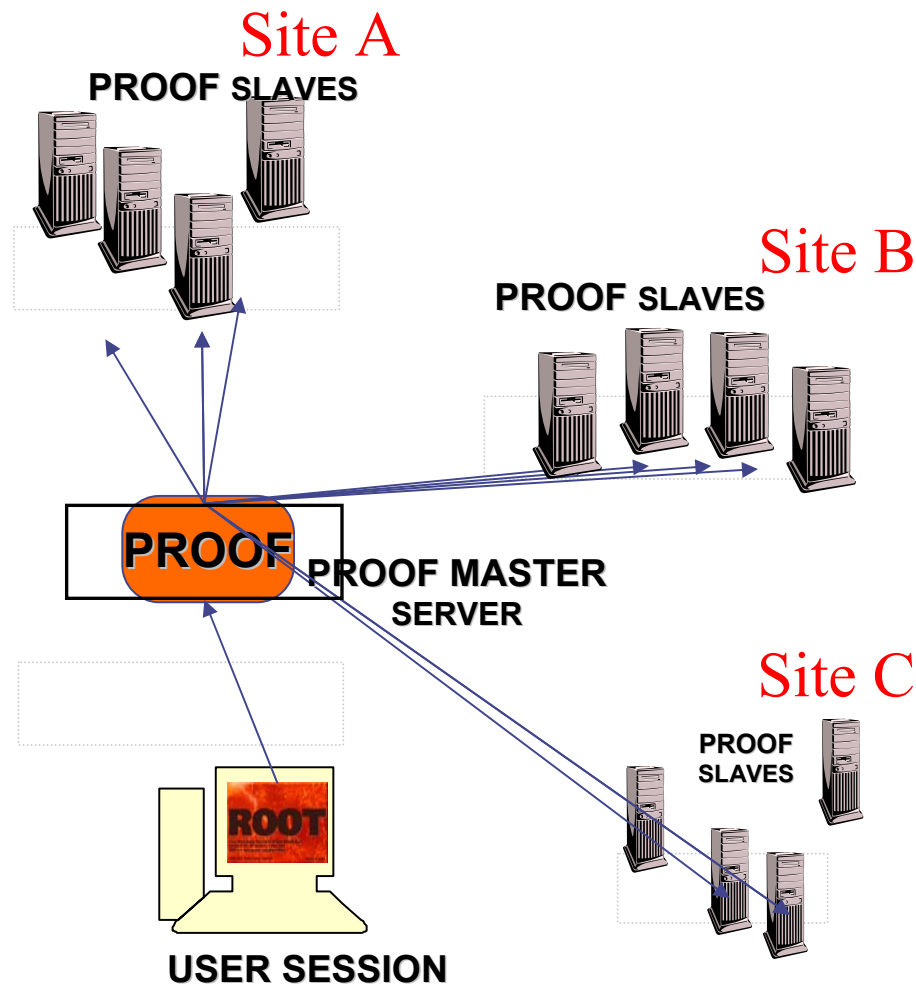 Site A
PROOF SLAVES
Site B
PROOF SLAVES
PROOF
PROOF MASTER
SERVER
Site C
PROOF
SLAVES
ROOT
USER SESSION